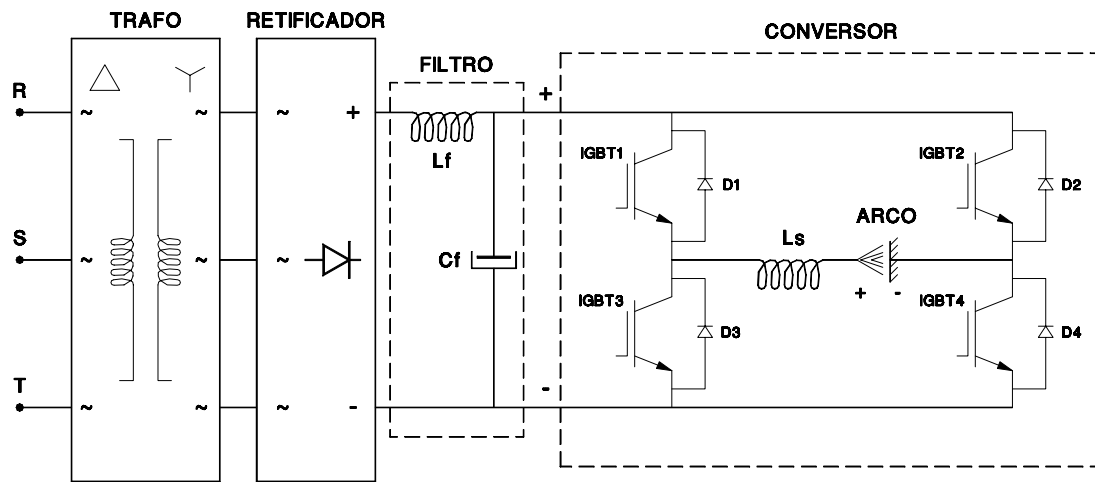 TRAFO
RETIFICADOR
CONVERSOR
FILTRO
R
~
~
~
+
+
Lf
IGBT1
D1
IGBT2
D2
ARCO
S
~
~
~
Cf
Ls
+
-
IGBT3
D3
IGBT4
D4
T
~
~
~
-
-